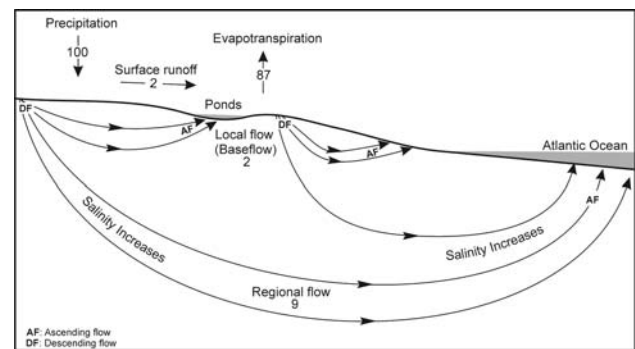 Precipitation
100
Surface runoff
2
Evapotranspiration
87
Ponds
DF
AF
Local flow
(Baseflow)
2
DF
AF
Atlantic Ocean
AF
Salinity Increases
Salinity Increases
Regional flow
9
AF: Ascending flow
DF: Descending flow